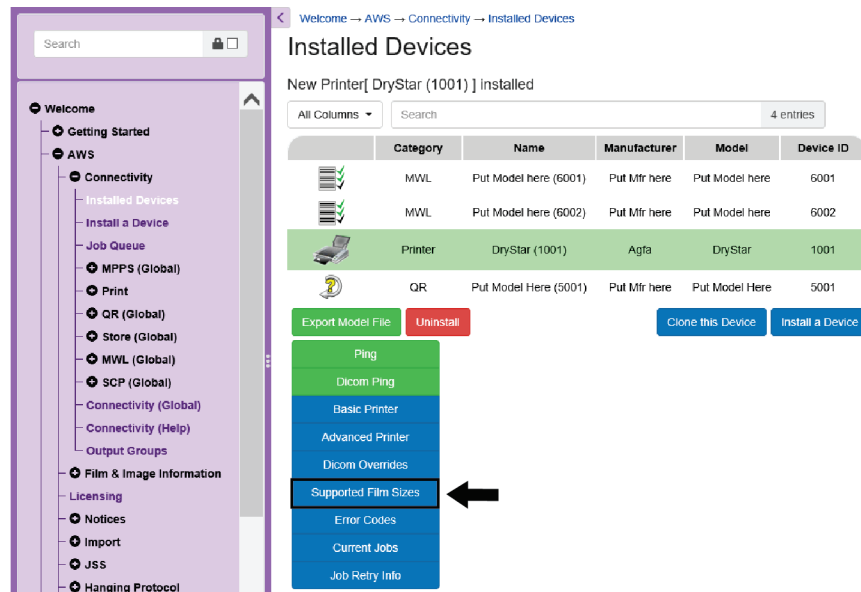 Search
Welcome
Getting Started
AWS
Connectivity
Installed Devices
Install a Device
Job Queue
MPPS (Global)
Print
QR (Global)
Store (Global)
MWL (Global)
SCP (Global)
Connectivity (Global)
Connectivity (Help)
Output Groups
Film & Image Information
Licensing
Notices
Import
JSS
Hanging Protocol
Welcome → AWS → Connectivity → Installed Devices
Installed Devices
New Printer[ DryStar (1001) ] installed
All Columns Search 4 entries
Category Name Manufacturer Model Device ID
MWL Put Model here (6001) Put Mfr here Put Model here 6001
MWL Put Model here (6002) Put Mfr here Put Model here 6002
Printer DryStar (1001) Agfa DryStar 1001
QR Put Model Here (5001) Put Mfr here Put Model Here 5001
Export Model File Uninstall Clone this Device Install a Device
Ping
Dicom Ping
Basic Printer
Advanced Printer
Dicom Overrides
Supported Film Sizes
Error Codes
Current Jobs
Job Retry Info